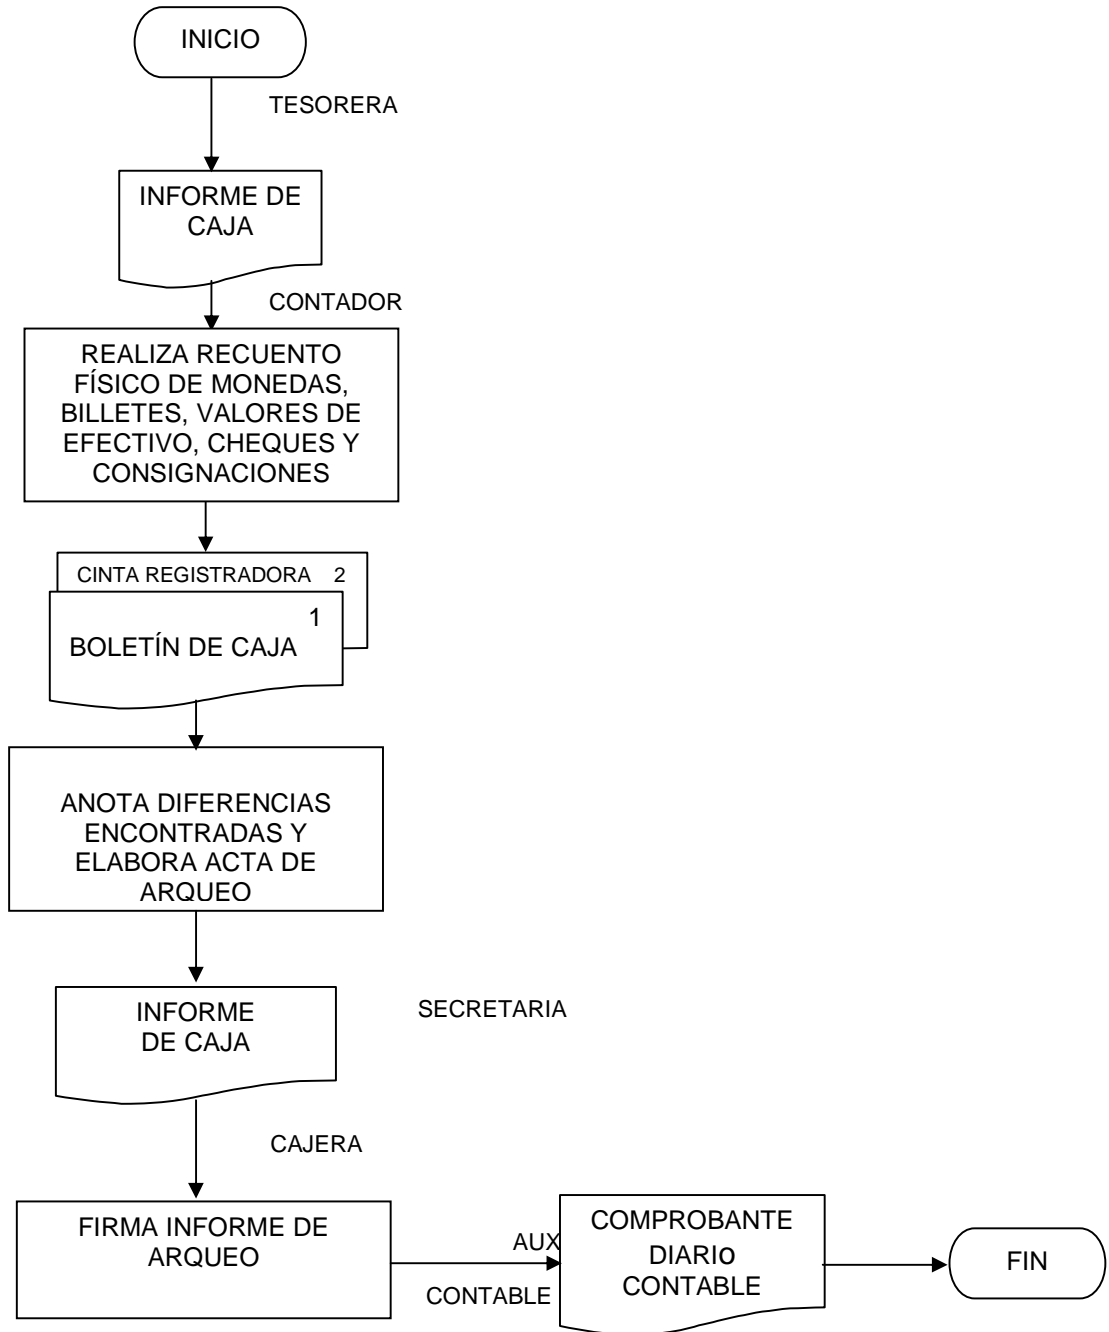 INICIO
TESORERA
INFORME DE
CAJA
CONTADOR
REALIZA RECUENTO
FÍSICO DE MONEDAS,
BILLETES, VALORES DE
EFECTIVO, CHEQUES Y
CONSIGNACIONES
CINTA REGISTRADORA 2
1
BOLETÍN DE CAJA
ANOTA DIFERENCIAS
ENCONTRADAS Y
ELABORA ACTA DE
ARQUEO
INFORME
DE CAJA
SECRETARIA
CAJERA
FIRMA INFORME DE
ARQUEO
AUX
CONTABLE
COMPROBANTE
DIARIo
CONTABLE
FIN